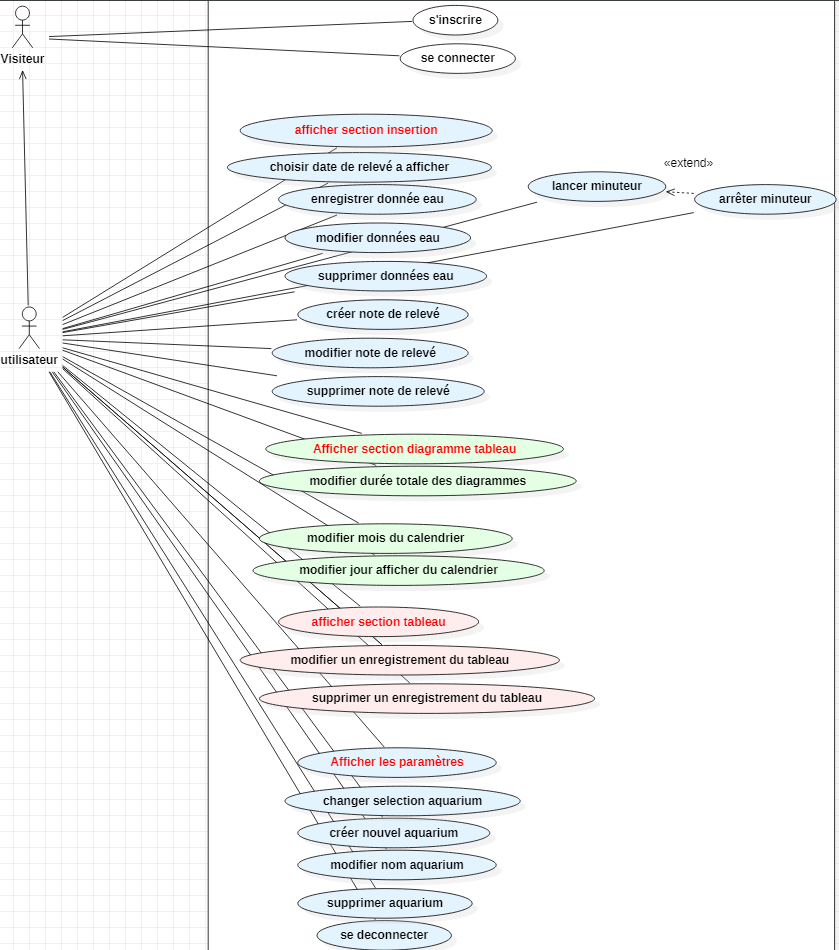 s'inscrire
Visiteur
se connecter
afficher section insertion
choisir date de relevé a afficher
«extend»
lancer minuteur
enregistrer donnée eau
arrêter minuteur
modifier données eau
supprimer données eau
créer note de relevé
modifier note de relevé
utilisateur
supprimer note de relevé
Afficher section diagramme tableau
modifier durée totale des diagrammes
modifier mois du calendrier
modifier jour afficher du calendrier
afficher section tableau
modifier un enregistrement du tableau
supprimer un enregistrement du tableau
Afficher les paramètres
changer selection aquarium
créer nouvel aquarium
modifier nom aquarium
supprimer aquarium
se deconnecter